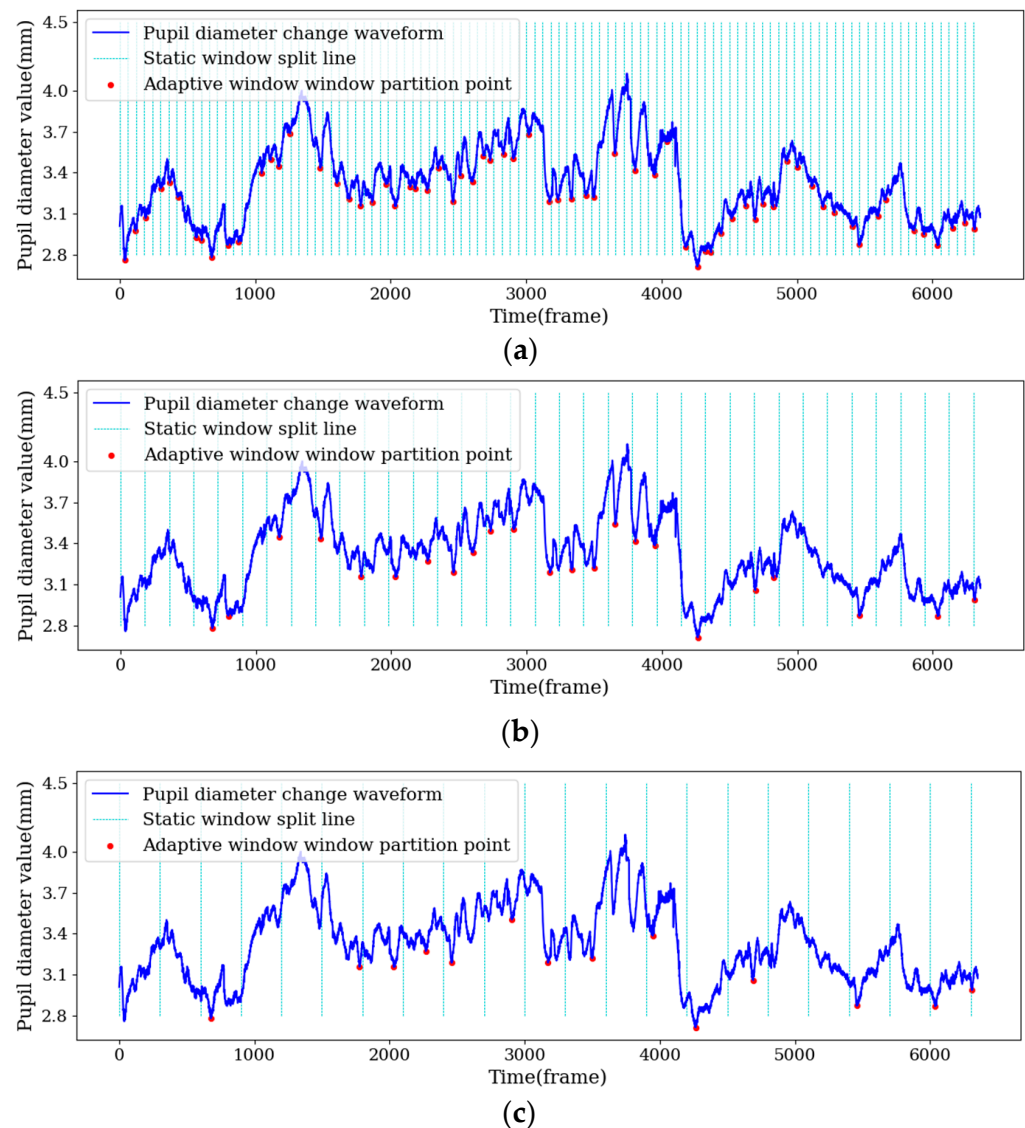 4.5
4.0
3.7
3.4
3.1
2.8
Pupil diameter value(mm)
Pupil diameter change waveform
Static window split line
Adaptive window window partition point
0 1000 2000 3000 4000 5000 6000
Time(frame)
(a)
4.5
4.0
3.7
3.4
3.1
2.8
Pupil diameter value(mm)
Pupil diameter change waveform
Static window split line
Adaptive window window partition point
0 1000 2000 3000 4000 5000 6000
Time(frame)
(b)
4.5
4.0
3.7
3.4
3.1
2.8
Pupil diameter value(mm)
Pupil diameter change waveform
Static window split line
Adaptive window window partition point
0 1000 2000 3000 4000 5000 6000
Time(frame)
(c)